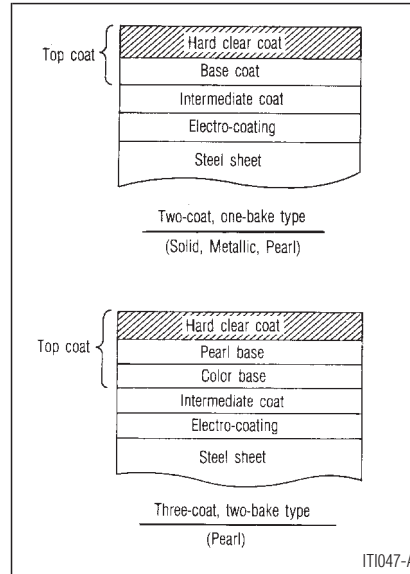 Hard clear coat
Top coat
Base coat
Intermediate coat
Electro-coating
Steel sheet
Two-coat, one-bake type
(Solid, Metallic, Pearl)
Hard clear coat
Top coat
Pearl base
Color base
Intermediate coat
Electro-coating
Steel sheet
Three-coat, two-bake type
(Pearl)
ITI047-A